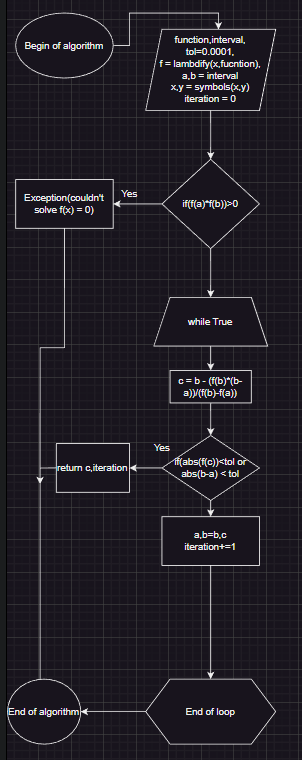 Begin of algorithm
function,interval,
tol=0.0001,
f = lambdify(x,fucntion),
a,b = interval
x,y = symbols(x,y)
iteration = 0
if(f(a)*f(b))>0
Yes
Exception(couldn't
solve f(x) = 0)
while True
c = b - (f(b)*(b-
a))/(f(b)-f(a))
Yes
if(abs(f(c))<tol or
abs(b-a) < tol
return c,iteration
a,b=b,c
iteration+=1
End of loop
End of algorithm